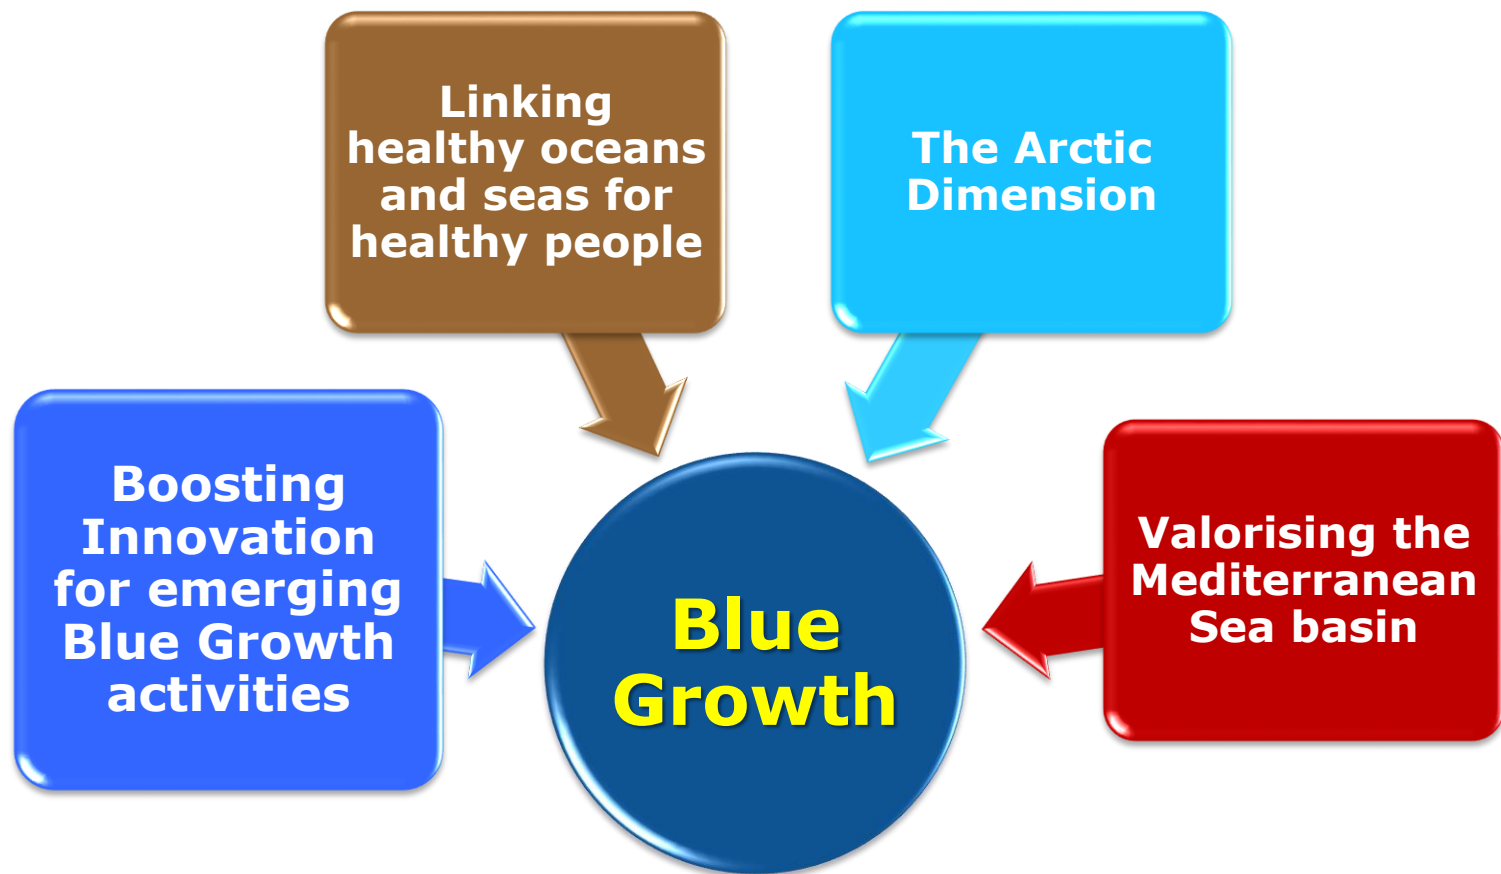 Linking
healthy oceans
and seas for
healthy people
The Arctic
Dimension
Boosting
Innovation
for emerging
Blue Growth
activities
Blue
Growth
Valorising the
Mediterranean
Sea basin